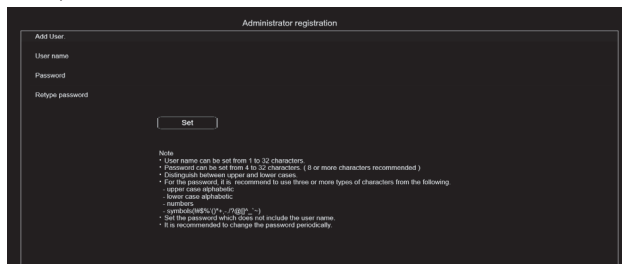 Administrator registration
Add User.
User name
Password
Retype password
Set
Note
• User name can be set from 1 to 32 characters.
• Password can be set from 4 to 32 characters. ( 8 or more characters recommended )
• Distinguish between upper and lower cases.
• For the password, it is recommend to use three or more types of characters from the following.
- upper case alphabetic
- lower case alphabetic
- numbers
- symbols(!#$%'()*+,-./?@[]^_`~)
• Set the password which does not include the user name.
• It is recommended to change the password periodically.